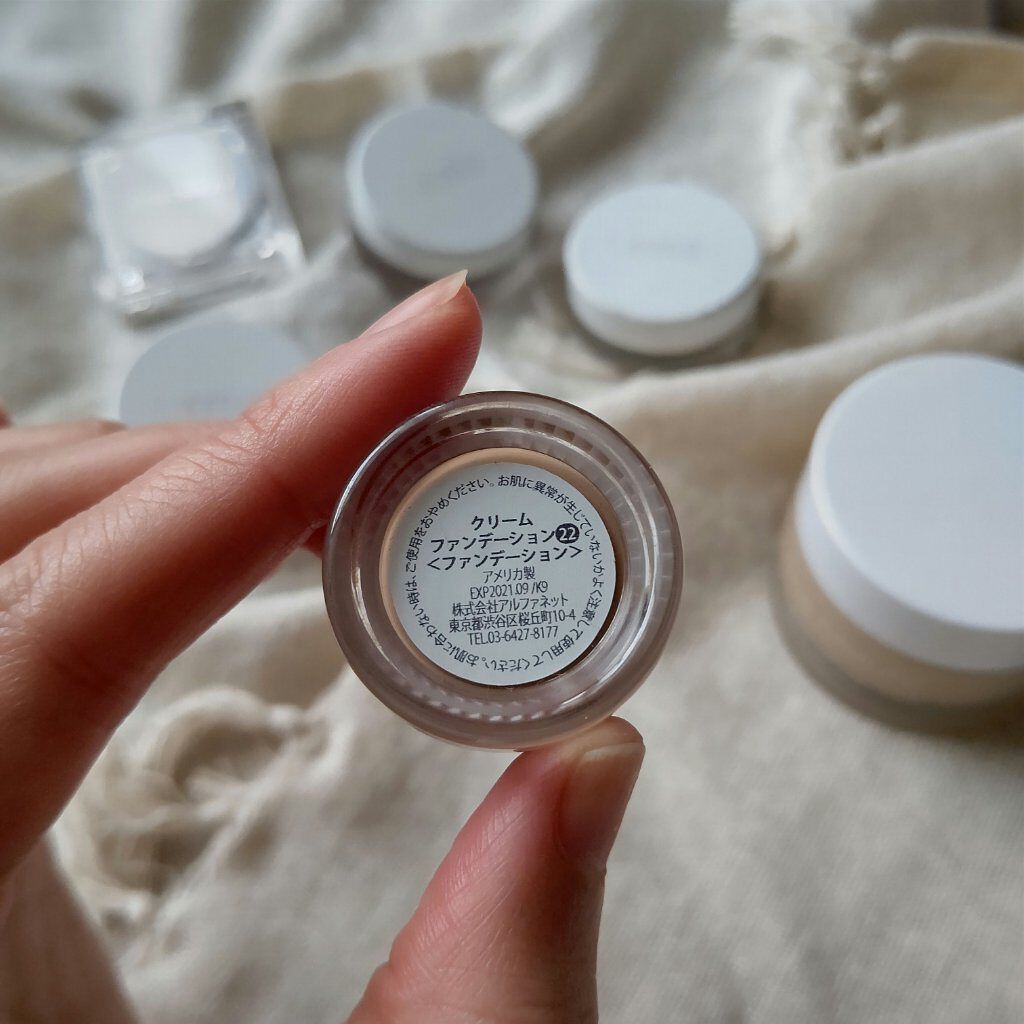 クリーム
ファンデーション22
<ファンデーション>
アメリカ製
EXP2021.09 /K9
株式会社アルファネット
東京都渋谷区桜丘町10-4
TEL.03-6427-8177
お肌に異常が生じていないかよく注意して使用してください。お肌に合わない時は、ご使用をおやめください。